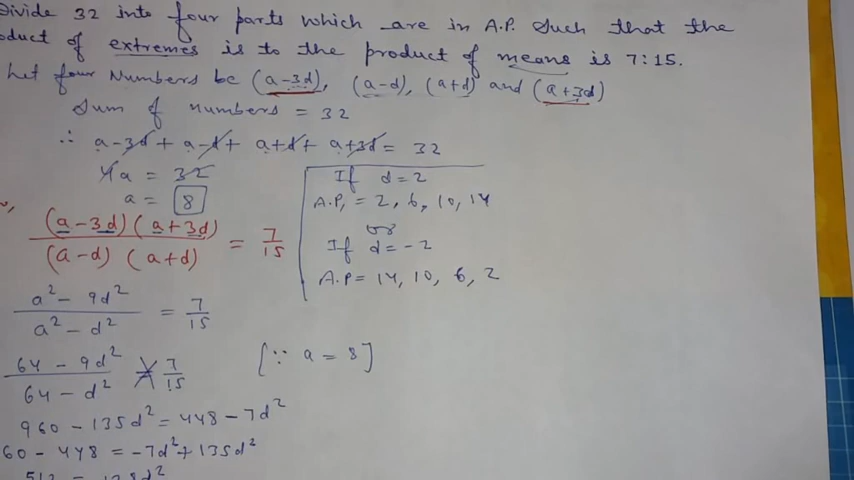 Divide 32 into four parts which are in A.P. Such that the
oduct of extremes is to the product of means is 7:15.
Let four Numbers be (a-3d), (a-d), (a+d) and (a+3d)
Sum of numbers = 32
∴ a-3d + a-d + a+d + a+3d = 32
4a = 32
a = 8
(a-3d)(a+3d) / (a-d)(a+d) = 7/15
a²-9d² / a²-d² = 7/15
64-9d² / 64-d² = 7/15 [∵ a = 8]
960-135d² = 448-7d²
60-448 = -7d²+135d²
512 = 128d²
If d=2
A.P, = 2, 6, 10, 14
or
If d=-2
A.P = 14, 10, 6, 2